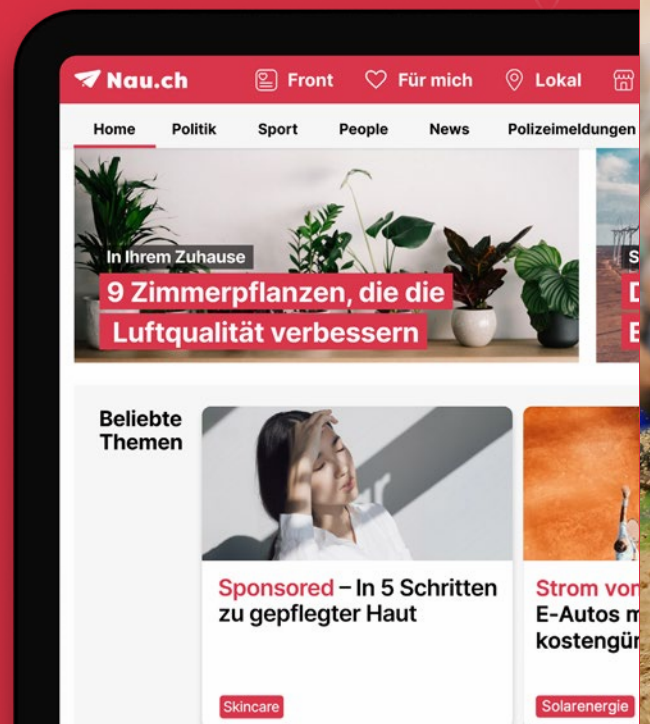 Nau.ch
Front
Für mich
Lokal
Home
Politik
Sport
People
News
Polizeimeldungen
In Ihrem Zuhause
9 Zimmerpflanzen, die die
Luftqualität verbessern
Beliebte
Themen
Sponsored – In 5 Schritten
zu gepflegter Haut
Skincare
Strom vor
E-Autos m
kostengün
Solarenergie